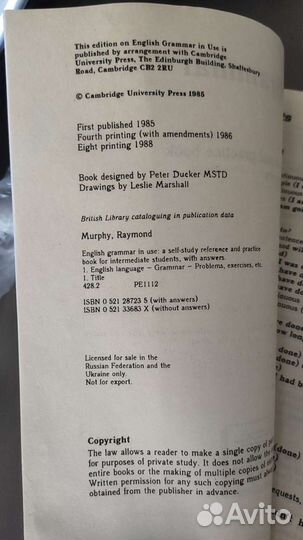 This edition on English Grammar in Use is
published by arrangement with Cambridge
University Press, The Edinburgh Building, Shaftesbury
Road, Cambridge CB2 2RU
© Cambridge University Press 1985
First published 1985
Fourth printing (with amendments) 1986
Eight printing 1988
Book designed by Peter Ducker MSTD
Drawings by Leslie Marshall
British Library cataloguing in publication data
Murphy, Raymond
English grammar in use: a self-study reference and practice
book for intermediate students, with answers.
1. English language – Grammar – Problems, exercises, etc.
1. Title
428.2 PE1112
ISBN 0 521 28723 5 (with answers)
ISBN 0 521 33683 X (without answers)
Licensed for sale in the
Russian Federation and the
Ukraine only.
Not for export.
Copyright
The law allows a reader to make a single copy of
for purposes of private study. It does not allow the
entire books or the making of multiple copies of
Written permission for any such copying must
obtained from the publisher in advance.
Avito